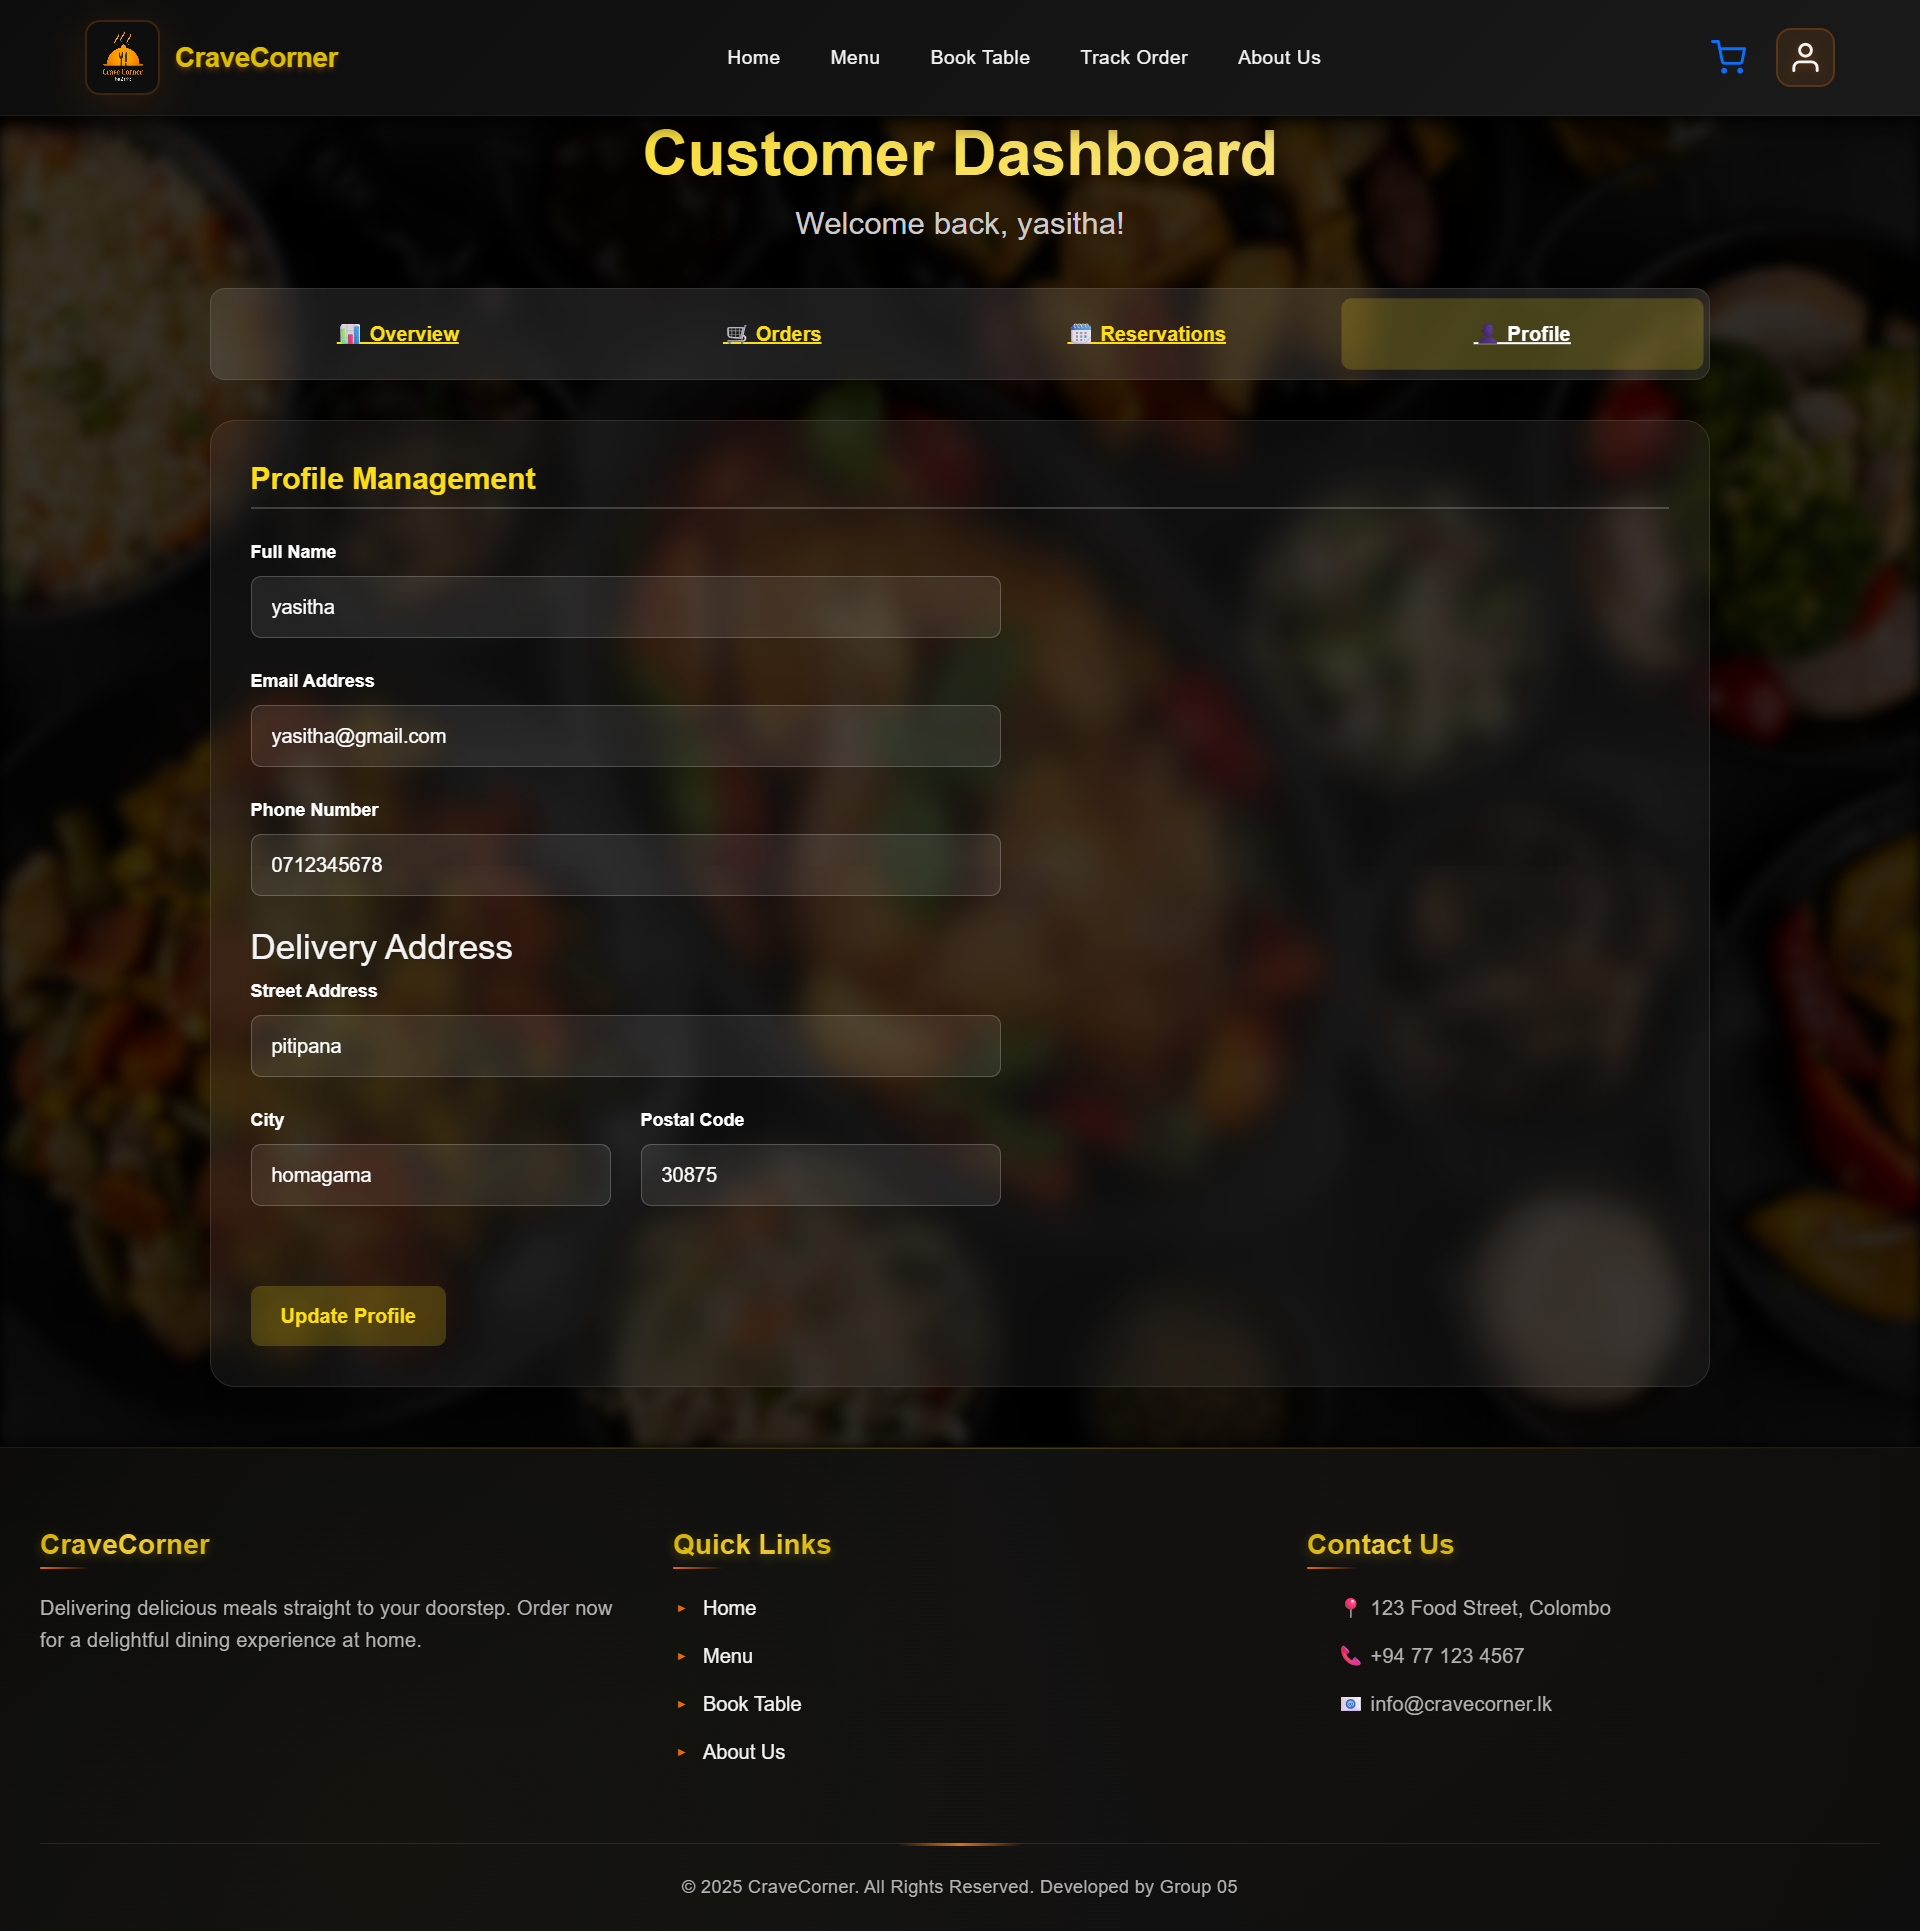 Crave Corner
CraveCorner
Home
Menu
Book Table
Track Order
About Us
Customer Dashboard
Welcome back, yasitha!
📊 Overview
🛒 Orders
📅 Reservations
👤 Profile
Profile Management
Full Name
yasitha
Email Address
yasitha@gmail.com
Phone Number
0712345678
Delivery Address
Street Address
pitipana
City
Postal Code
homagama
30875
Update Profile
CraveCorner
Delivering delicious meals straight to your doorstep. Order now
for a delightful dining experience at home.
Quick Links
Home
Menu
Book Table
About Us
Contact Us
📍 123 Food Street, Colombo
📞 +94 77 123 4567
📧 info@cravecorner.lk
© 2025 CraveCorner. All Rights Reserved. Developed by Group 05